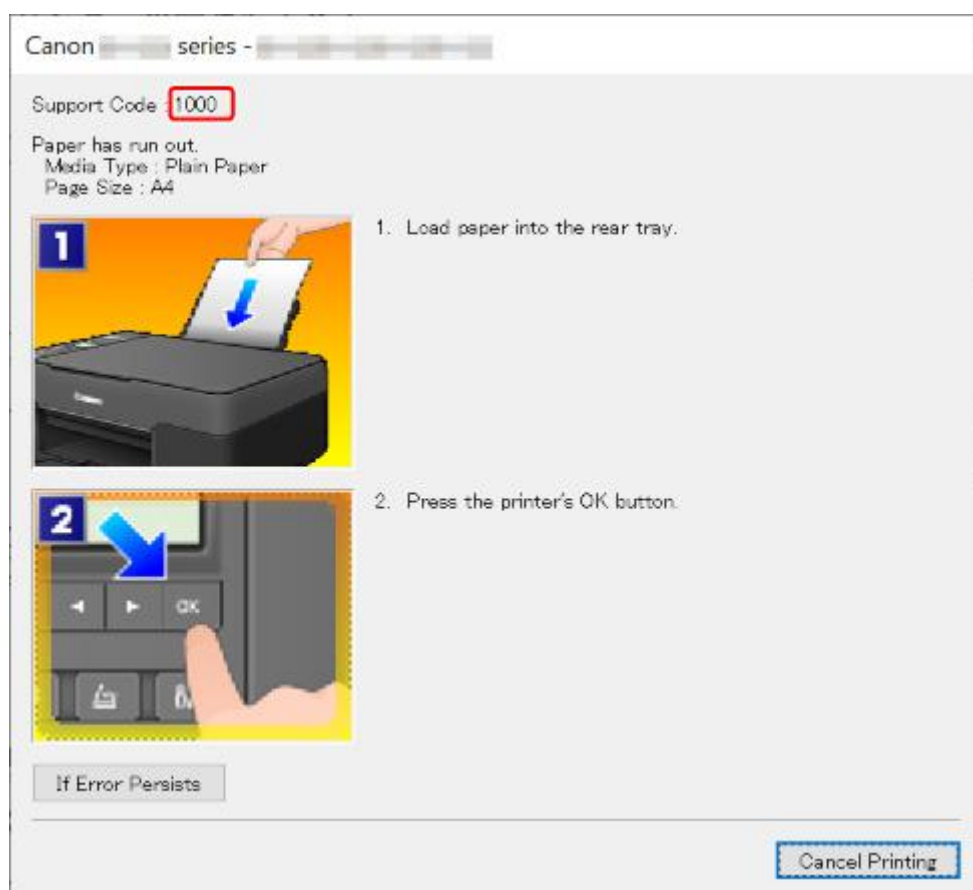 Canon series -
Support Code : 1000
Paper has run out.
Media Type : Plain Paper
Page Size : A4
1
1. Load paper into the rear tray.
Canon
2
2. Press the printer's OK button.
OK
If Error Persists
Cancel Printing